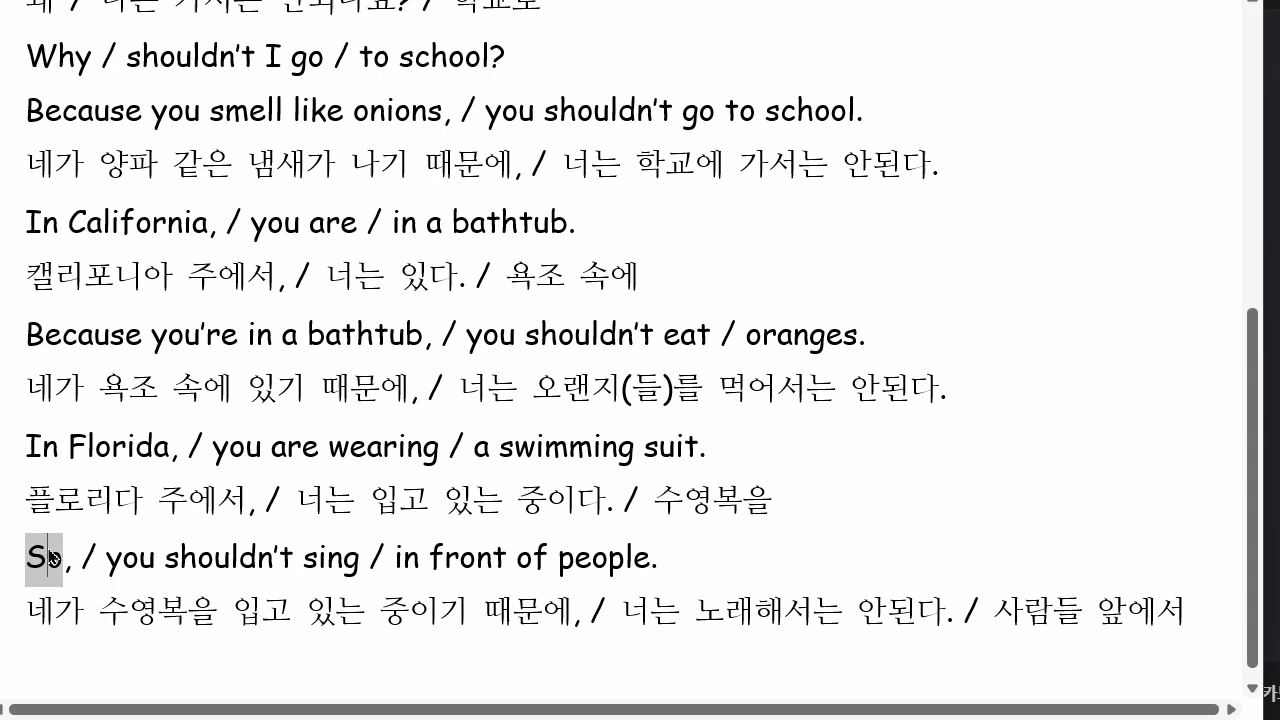 Why / shouldn't I go / to school?
Because you smell like onions, / you shouldn't go to school.
네가 양파 같은 냄새가 나기 때문에, / 너는 학교에 가서는 안된다.
In California, / you are / in a bathtub.
캘리포니아 주에서, / 너는 있다. / 욕조 속에
Because you're in a bathtub, / you shouldn't eat / oranges.
네가 욕조 속에 있기 때문에, / 너는 오랜지(들)를 먹어서는 안된다.
In Florida, / you are wearing / a swimming suit.
플로리다 주에서, / 너는 입고 있는 중이다. / 수영복을
So, / you shouldn't sing / in front of people.
네가 수영복을 입고 있는 중이기 때문에, / 너는 노래해서는 안된다. / 사람들 앞에서